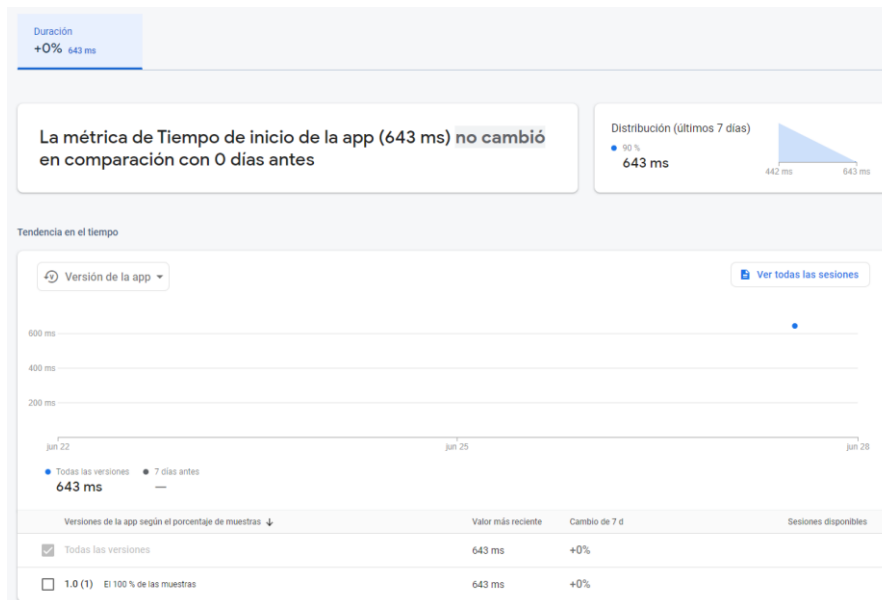 Duración
+0% 643 ms
La métrica de Tiempo de inicio de la app (643 ms) no cambió
en comparación con 0 días antes
Distribución (últimos 7 días)
90 %
643 ms
442 ms 643 ms
Tendencia en el tiempo
Versión de la app
Ver todas las sesiones
600 ms
400 ms
200 ms
jun 22 jun 25 jun 28
Todas las versiones 7 días antes
643 ms —
Versiones de la app según el porcentaje de muestras Valor más reciente Cambio de 7 d Sesiones disponibles
Todas las versiones 643 ms +0%
1.0 (1) El 100 % de las muestras 643 ms +0%